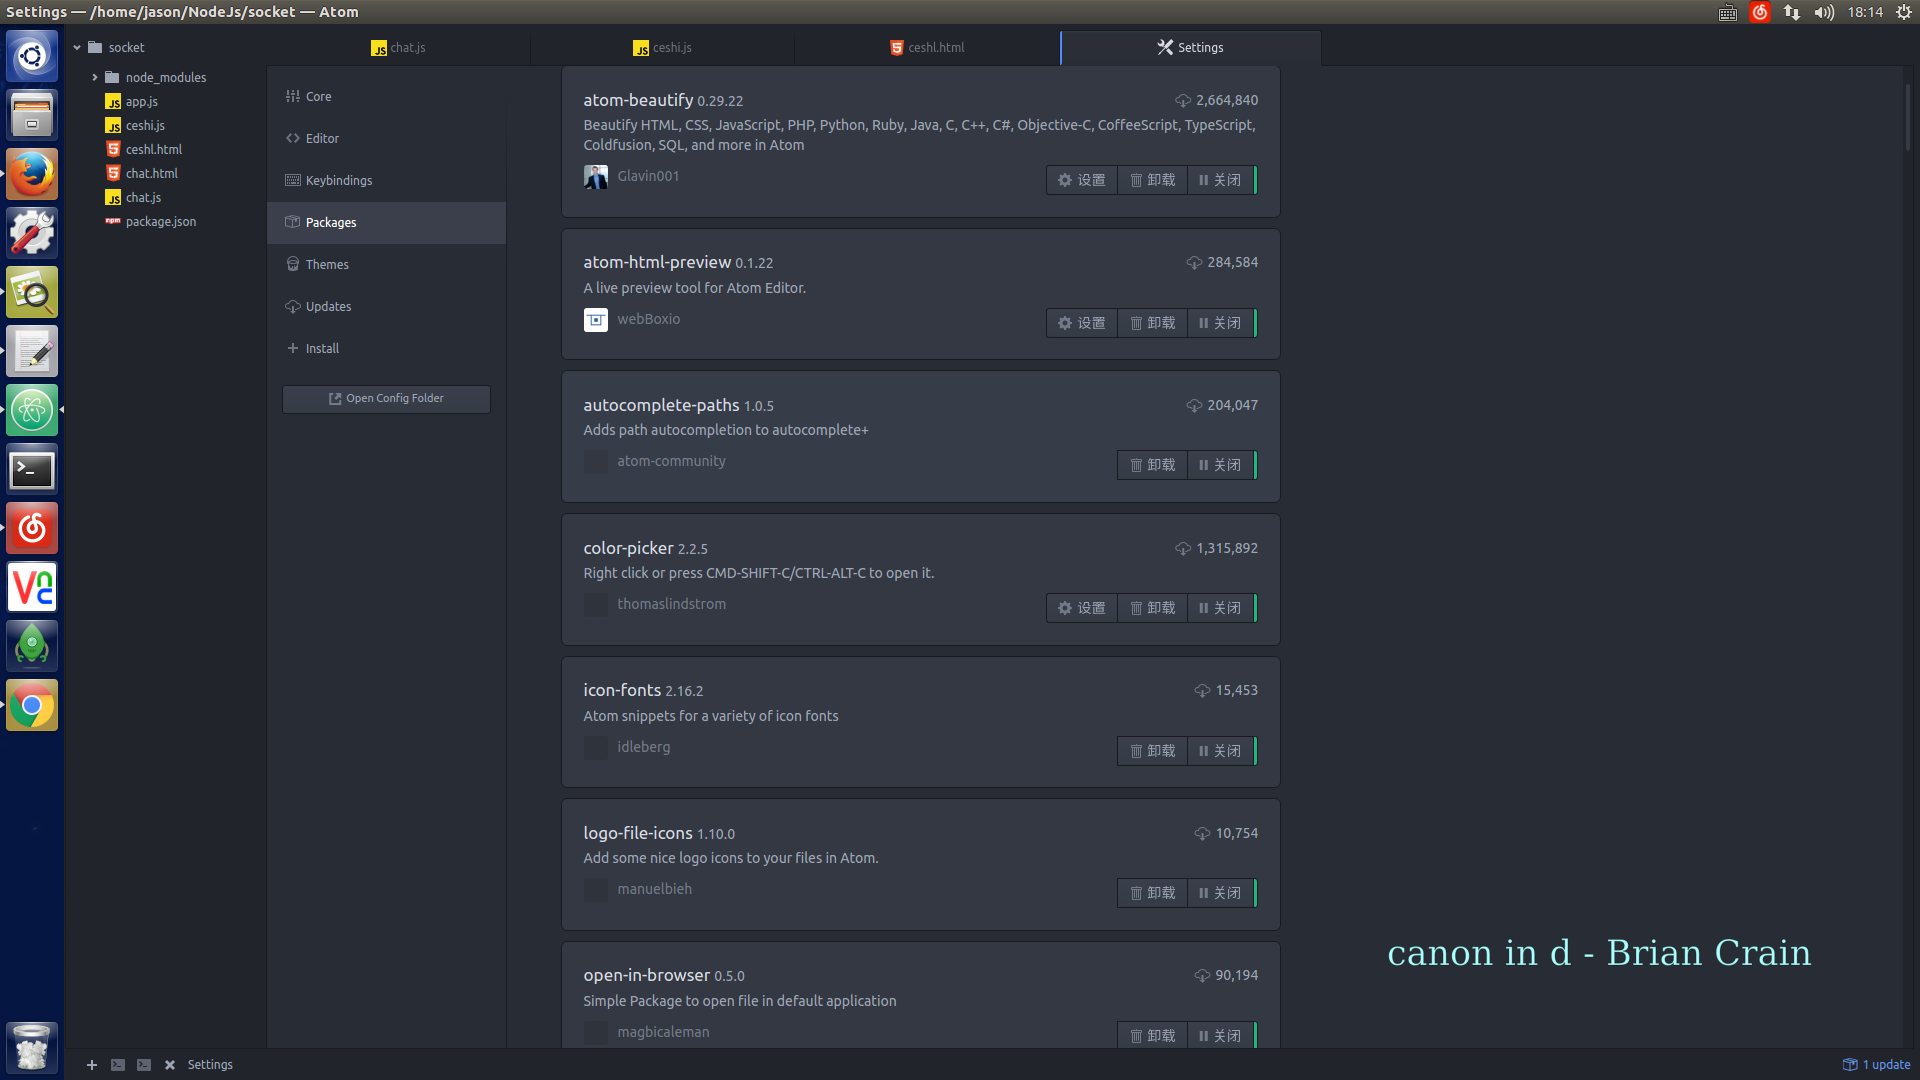 Settings — /home/jason/NodeJs/socket — Atom
18:14
socket
node_modules
app.js
ceshi.js
ceshl.html
chat.html
chat.js
package.json
chat.js
ceshi.js
ceshl.html
Settings
Core
Editor
Keybindings
Packages
Themes
Updates
Install
Open Config Folder
atom-beautify 0.29.22
2,664,840
Beautify HTML, CSS, JavaScript, PHP, Python, Ruby, Java, C, C++, C#, Objective-C, CoffeeScript, TypeScript,
Coldfusion, SQL, and more in Atom
Glavin001
设置 卸载 关闭
atom-html-preview 0.1.22
284,584
A live preview tool for Atom Editor.
webBoxio
设置 卸载 关闭
autocomplete-paths 1.0.5
204,047
Adds path autocompletion to autocomplete+
atom-community
卸载 关闭
color-picker 2.2.5
1,315,892
Right click or press CMD-SHIFT-C/CTRL-ALT-C to open it.
thomaslindstrom
设置 卸载 关闭
icon-fonts 2.16.2
15,453
Atom snippets for a variety of icon fonts
idleberg
卸载 关闭
logo-file-icons 1.10.0
10,754
Add some nice logo icons to your files in Atom.
manuelbieh
卸载 关闭
open-in-browser 0.5.0
90,194
Simple Package to open file in default application
magbicaleman
卸载 关闭
canon in d - Brian Crain
Settings
1 update